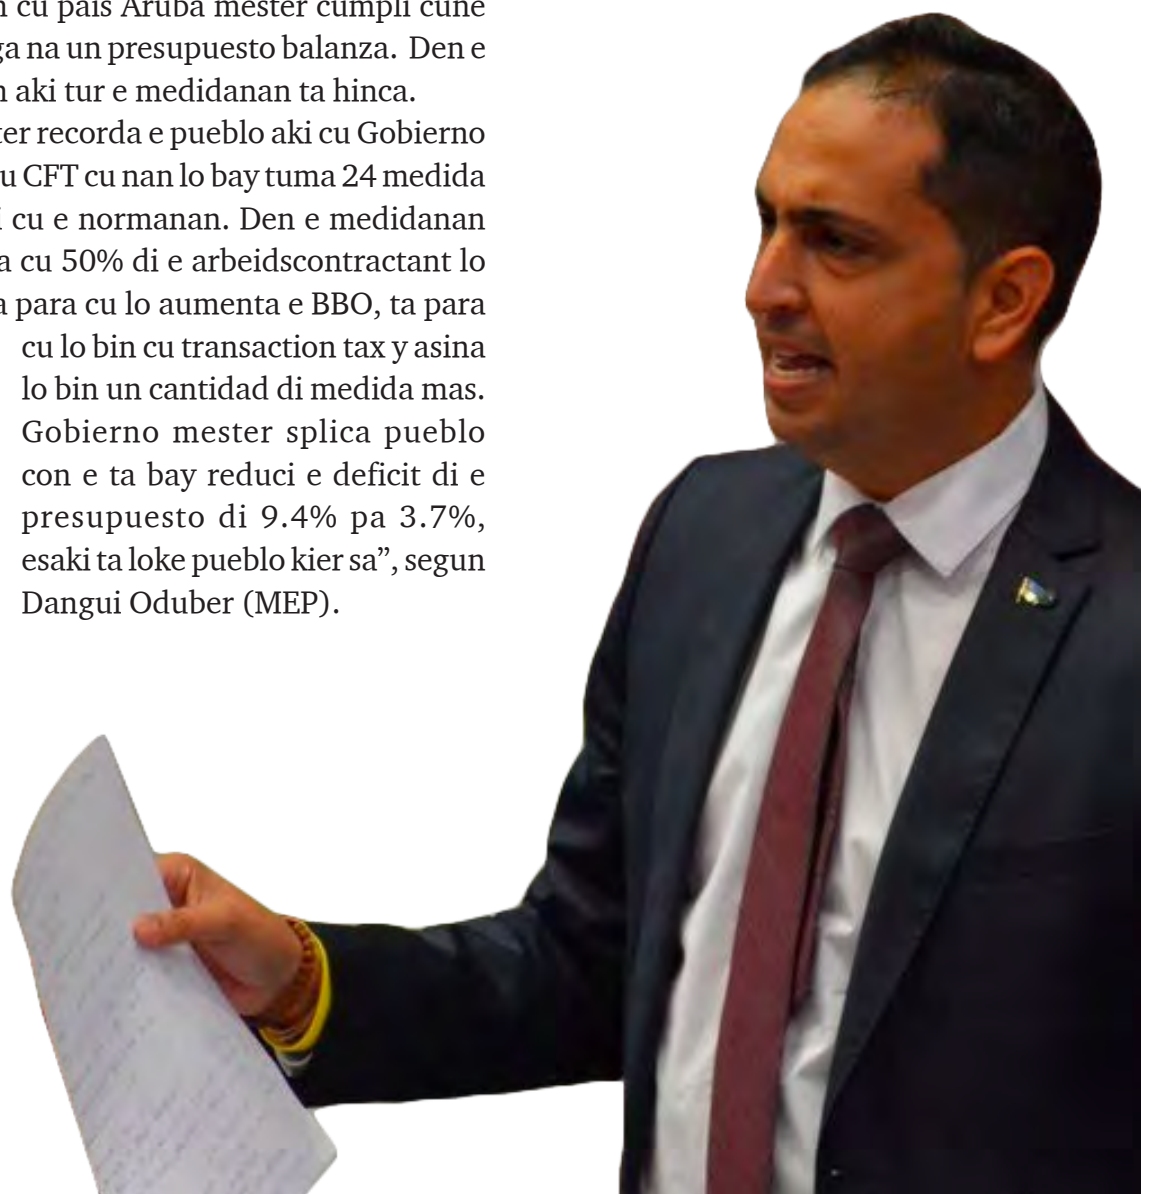 cu pais Aruba mester cumpli cune
na un presupuesto balanza. Den e
aki tur e medidanan ta hinca.
recorda e pueblo aki cu Gobierno
CFT cu nan lo bay tuma 24 medida
cu e normanan. Den e medidanan
cu 50% di e arbeidscontractant lo
para cu lo aumenta e BBO, ta para
cu lo bin cu transaction tax y asina
lo bin un cantidad di medida mas.
Gobierno mester splica pueblo
con e ta bay reduci e deficit di e
presupuesto di 9.4% pa 3.7%,
esaki ta loke pueblo kier sa”, segun
Dangui Oduber (MEP).